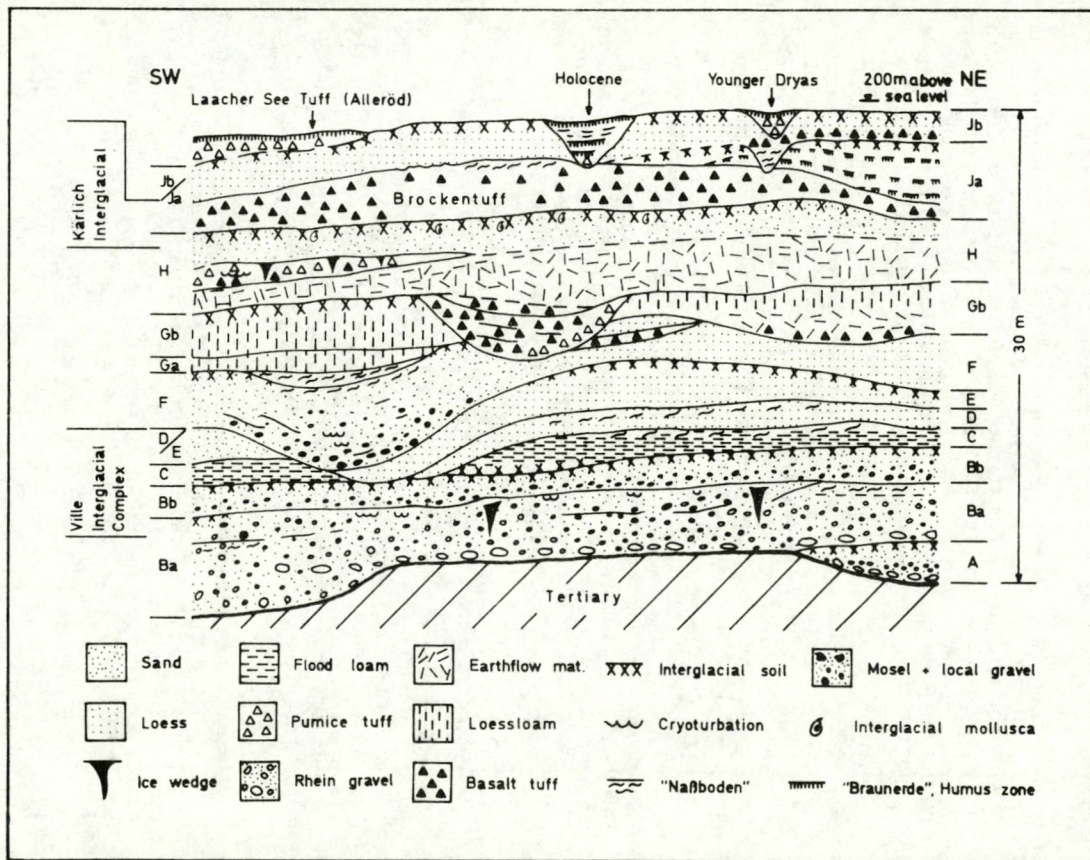 SW
Laacher See Tuff (Alleröd)
Holocene
Younger Dryas
200m above NE
sea level
Kärlich
Interglacial
Jb
Ja
H
Gb
Ga
F
D
E
C
Bb
Ba
Ville
Interglacial
Complex
Brockentuff
Tertiary
Jb
Ja
H
Gb
F
E
D
C
Bb
Ba
A
30 E
Sand
Flood loam
Earthflow mat.
XXX Interglacial soil
Mosel + local gravel
Loess
Pumice tuff
Loessloam
Cryoturbation
Interglacial mollusca
Ice wedge
Rhein gravel
Basalt tuff
"Naßboden"
"Braunerde", Humus zone